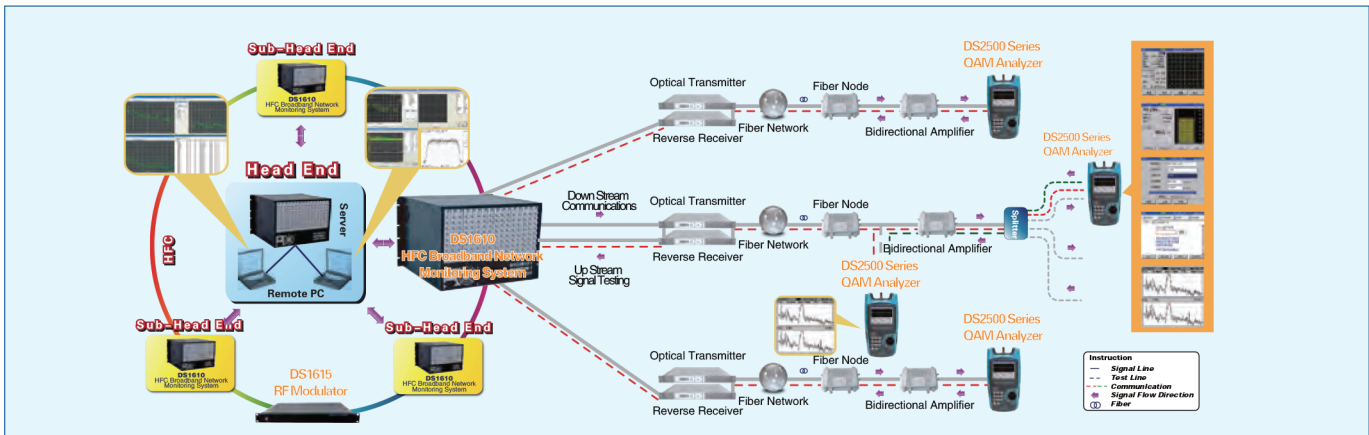 Sub-Head End
DS1610
HFC Broadband Network
Monitoring System
Head End
Server
Remote PC
HFC
Sub-Head End
DS1610
HFC Broadband Network
Monitoring System
Sub-Head End
DS1610
HFC Broadband Network
Monitoring System
DS1615
RF Modulator
DS1610
HFC Broadband Network
Monitoring System
Down Stream
Communications
Up Stream
Signal Testing
Optical Transmitter
Reverse Receiver
Fiber Network
Fiber Node
Bidirectional Amplifier
DS2500 Series
QAM Analyzer
Optical Transmitter
Reverse Receiver
Fiber Network
Fiber Node
Bidirectional Amplifier
Splitter
DS2500 Series
QAM Analyzer
DS2500 Series
QAM Analyzer
Optical Transmitter
Reverse Receiver
Fiber Network
Fiber Node
Bidirectional Amplifier
DS2500 Series
QAM Analyzer
Instruction
Signal Line
Test Line
Communication
Signal Flow Direction
Fiber